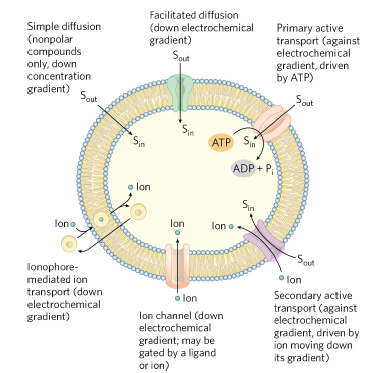 Simple diffusion
(nonpolar
compounds
only, down
concentration
gradient)
Facilitated diffusion
(down electrochemical
gradient)
Primary active
transport (against
electrochemical
gradient, driven
by ATP)
Sout
Sout
Sout
Sin
Sin
Sin
ATP
ADP + Pi
Ion
Ion
Ion
Ion
Sin
Sout
Ion
Ion
Ionophore-
mediated ion
transport (down
electrochemical
gradient)
Ion channel (down
electrochemical
gradient; may be
gated by a ligand
or ion)
Secondary active
transport (against
electrochemical
gradient, driven by
ion moving down
its gradient)